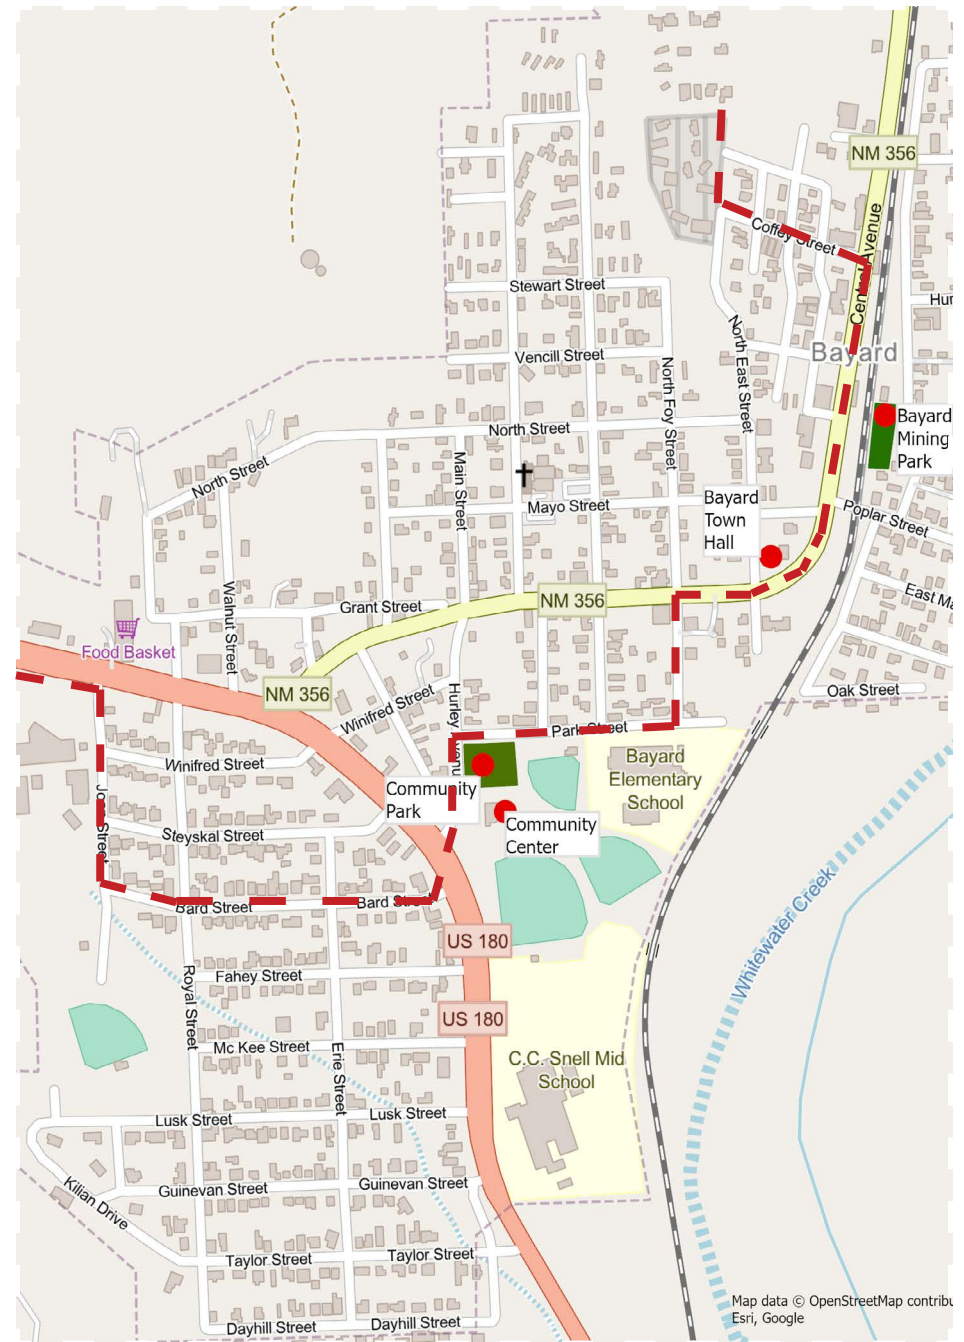 NM 356
Central Avenue
Coffey Street
Stewart Street
Bayard
Vencill Street
North East Street
North Foy Street
Bayard
Mining
Park
North Street
North Street
Main Street
Mayo Street
Bayard
Town
Hall
Poplar Street
Walnut Street
Grant Street
NM 356
Food Basket
NM 356
Winifred Street
Hurley
Oak Street
Park Street
Winifred Street
Bayard
Elementary
School
Community
Park
Steyskal Street
Community
Center
Bard Street
Bard Street
Whitewater Creek
US 180
Fahey Street
Royal Street
US 180
Mc Kee Street
Erie Street
C.C. Snell Mid
School
Lusk Street
Lusk Street
Kilian Drive
Guinevan Street
Guinevan Street
Taylor Street
Taylor Street
Dayhill Street
Dayhill Street
Map data © OpenStreetMap contribu
Esri, Google